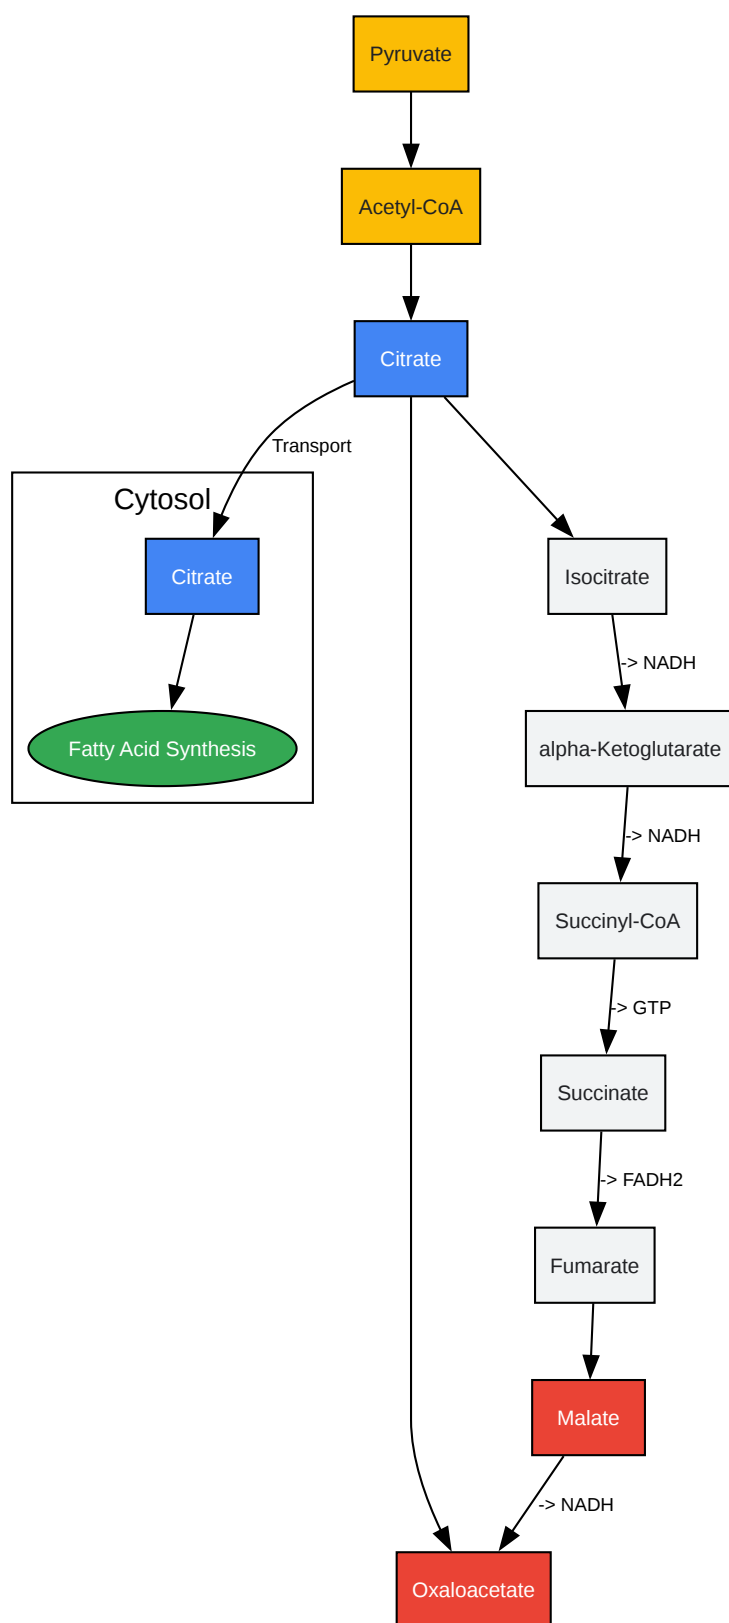 Pyruvate
Acetyl-CoA
Citrate
Transport
Cytosol
Citrate
Isocitrate
-> NADH
Fatty Acid Synthesis
alpha-Ketoglutarate
-> NADH
Succinyl-CoA
-> GTP
Succinate
-> FADH2
Fumarate
Malate
-> NADH
Oxaloacetate